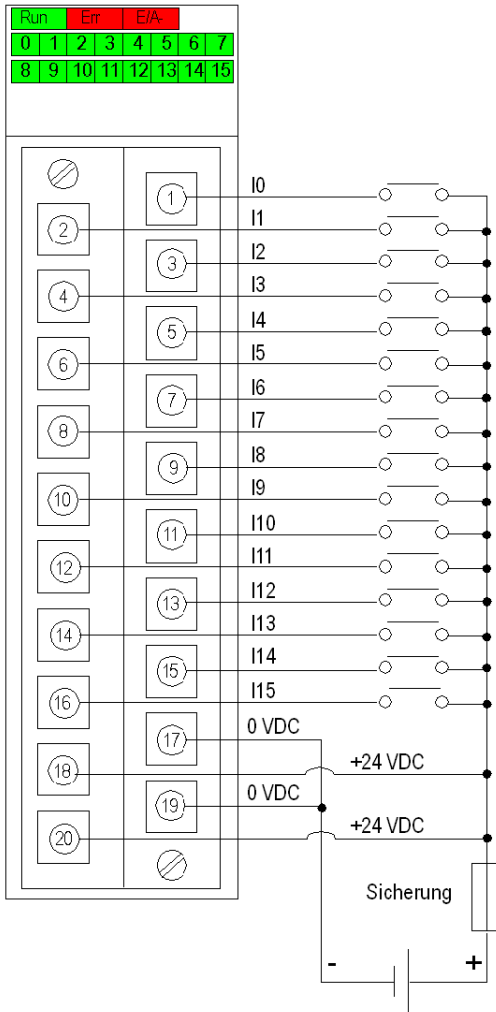 Run Err E/A-
0 1 2 3 4 5 6 7
8 9 10 11 12 13 14 15
1 I0
2 I1
3 I2
4 I3
5 I4
6 I5
7 I6
8 I7
9 I8
10 I9
11 I10
12 I11
13 I12
14 I13
15 I14
16 I15
17 0 VDC
18 +24 VDC
19 0 VDC
20 +24 VDC
Sicherung
- +